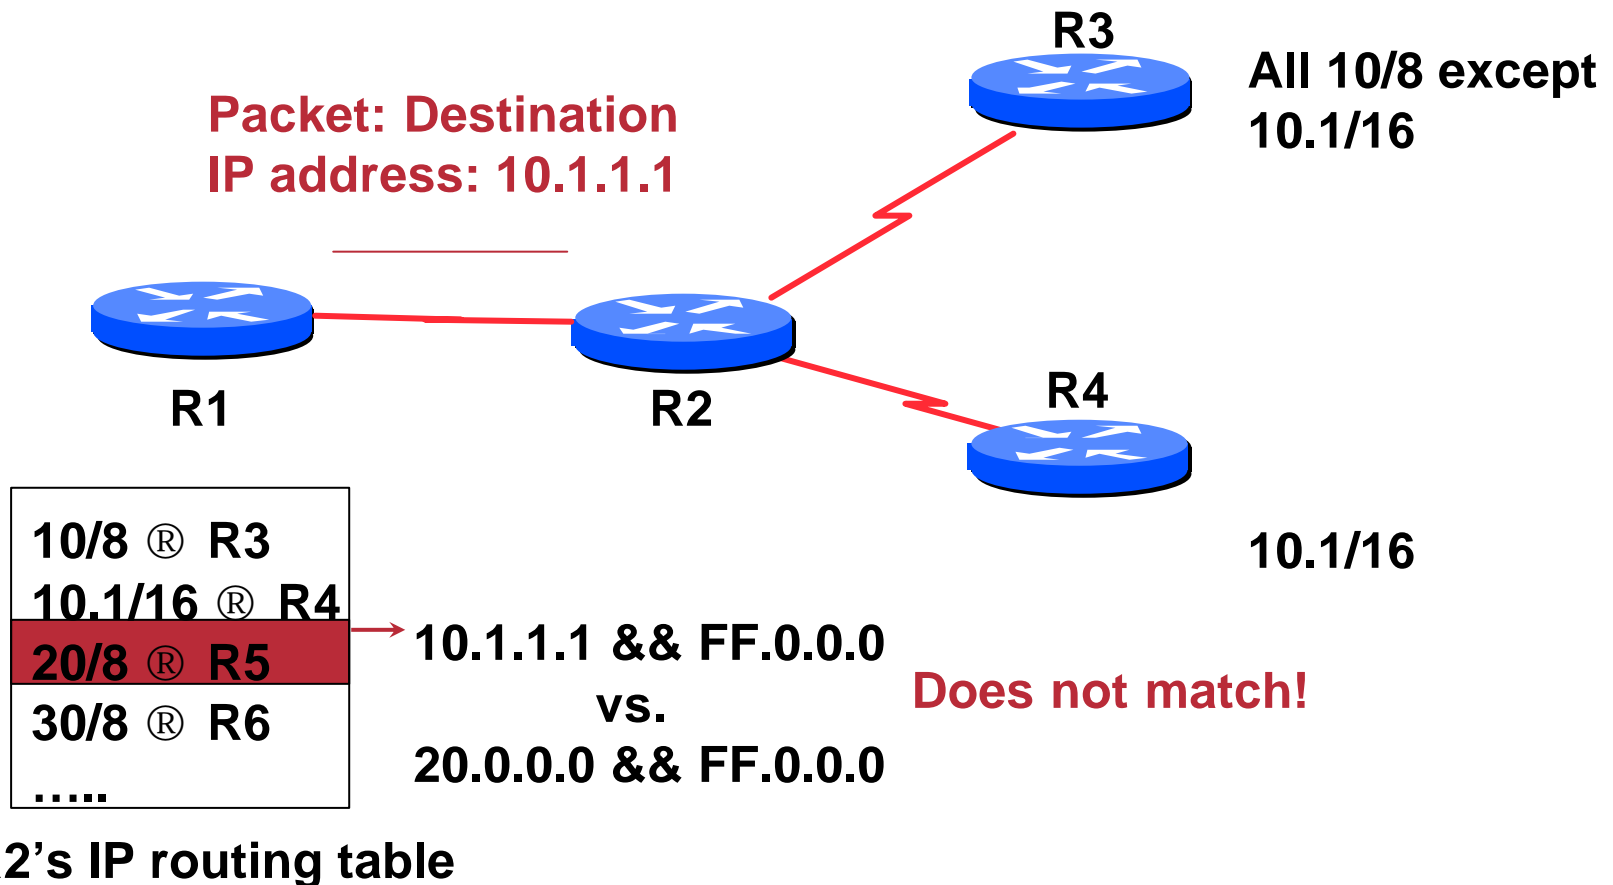 R3
All 10/8 except
10.1/16
Packet: Destination
IP address: 10.1.1.1
R1
R2
R4
10.1/16
10/8 ® R3
10.1/16 ® R4
20/8 ® R5
30/8 ® R6
…..
10.1.1.1 && FF.0.0.0
vs.
20.0.0.0 && FF.0.0.0
Does not match!
2’s IP routing table